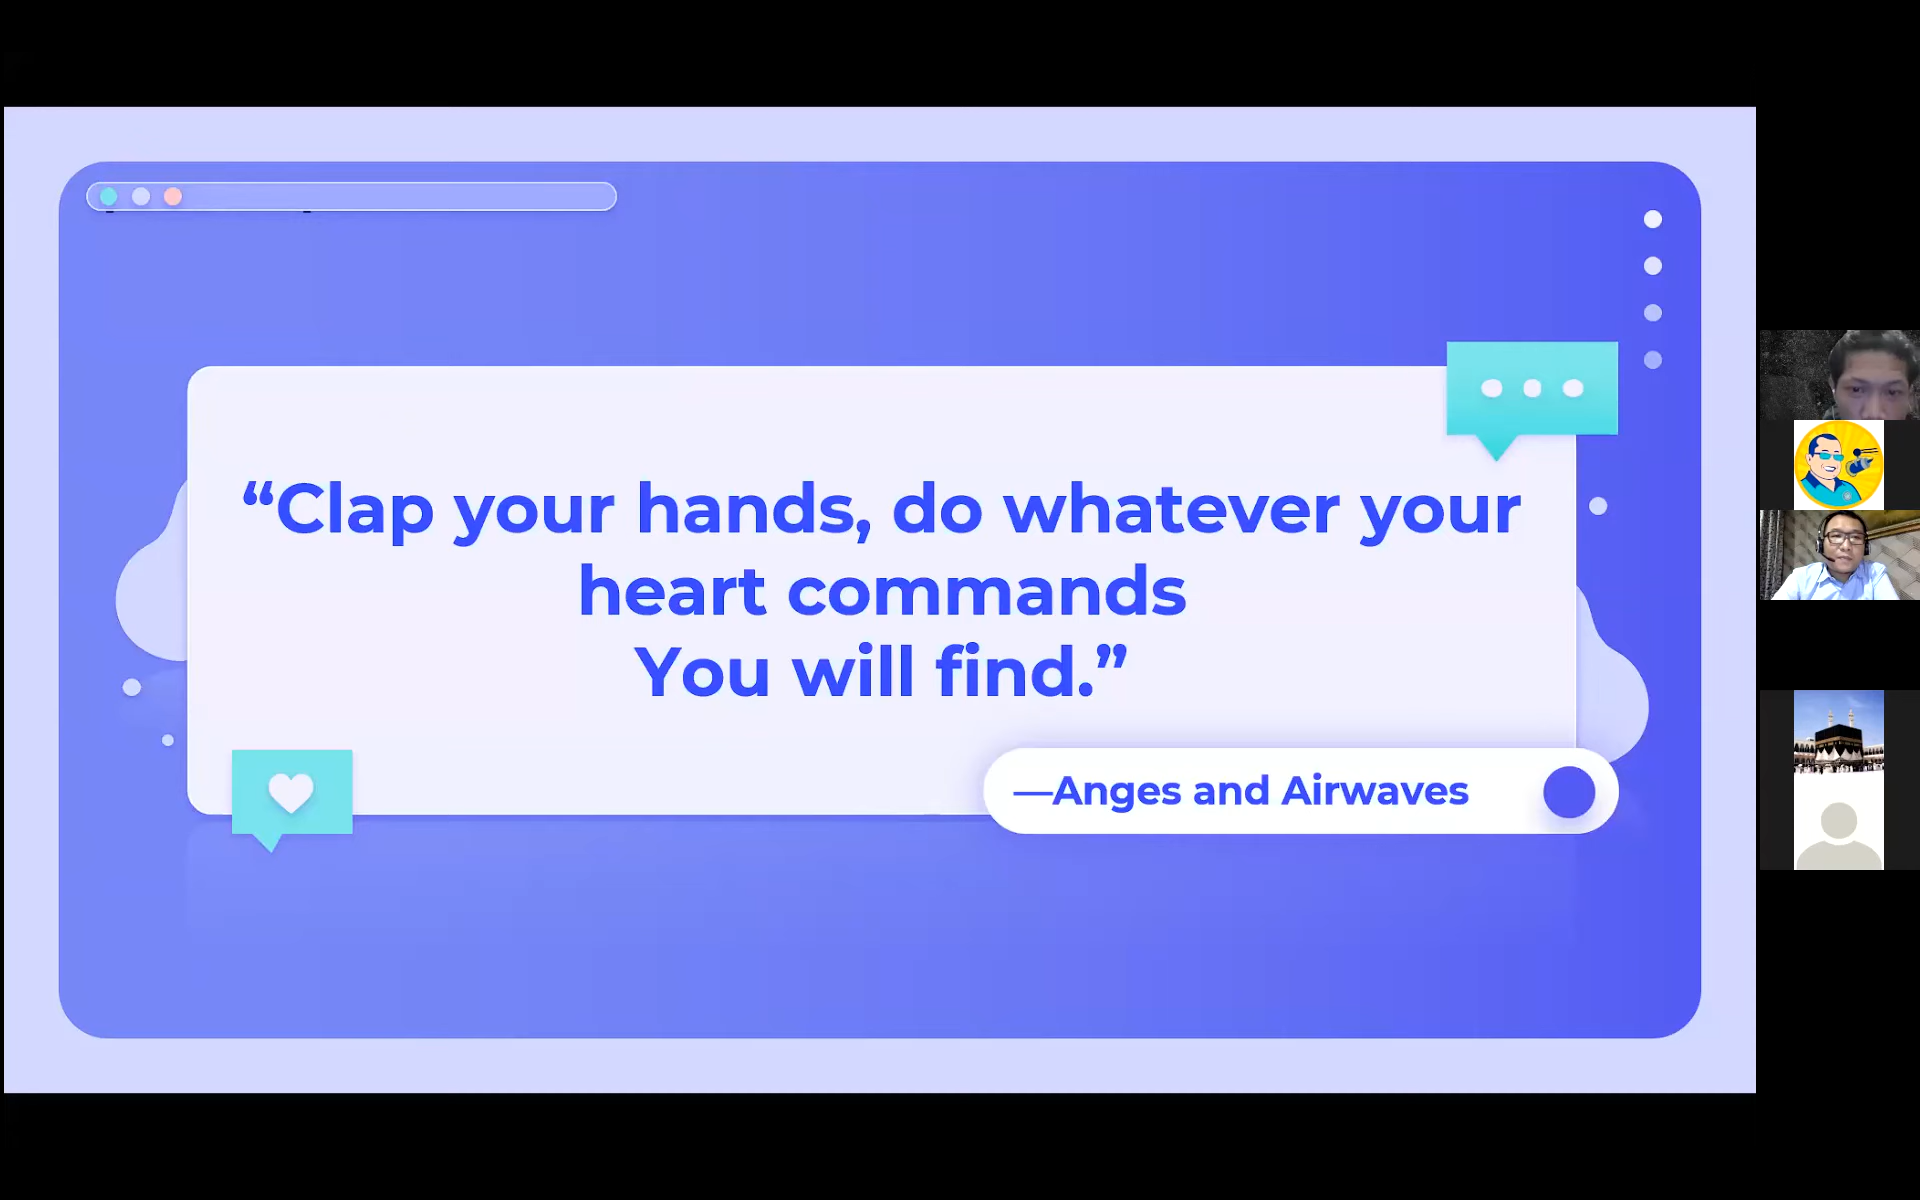 “Clap your hands, do whatever your
heart commands
You will find.”
—Anges and Airwaves